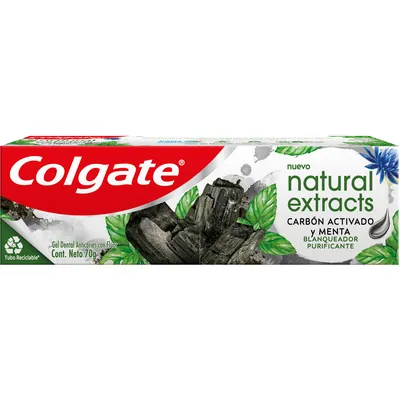 Colgate®
nuevo
natural
extracts
CARBÓN ACTIVADO
y MENTA
BLANQUEADOR
PURIFICANTE
Gel Dental Anticaries con Flúor
Cont. Neto 70g
Tubo Reciclable*